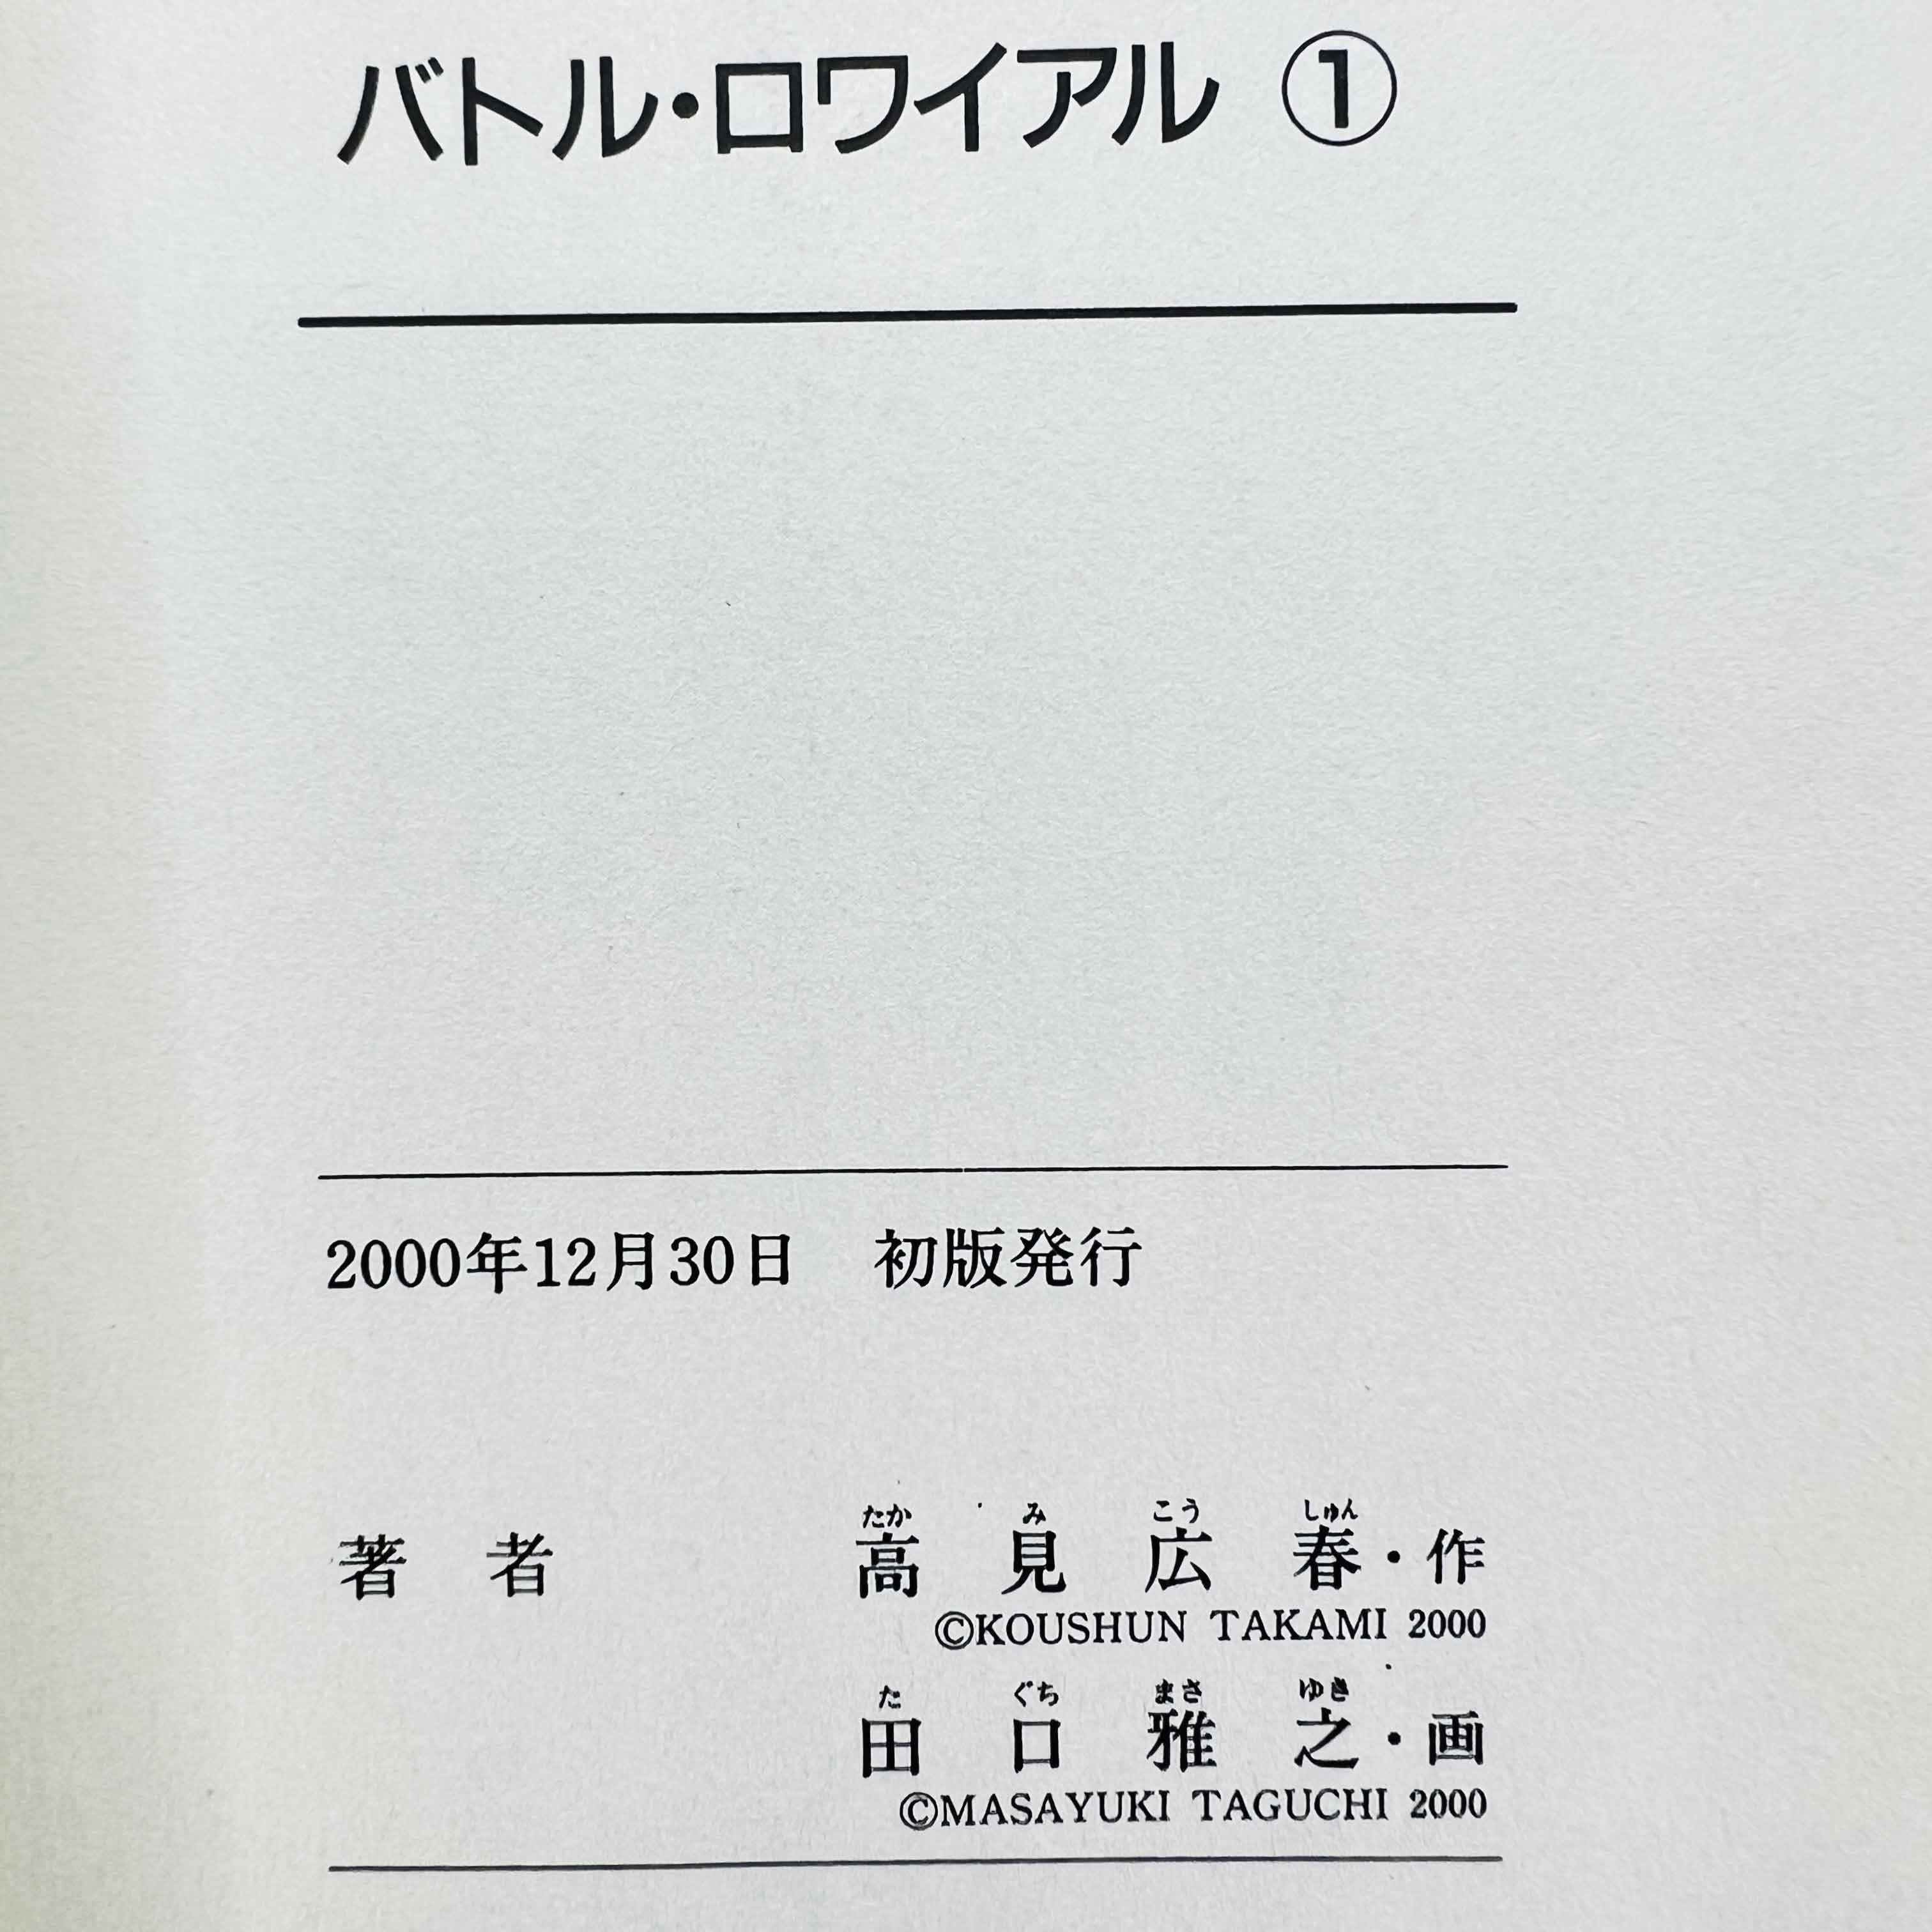 バトル・ロワイアル ①
2000年12月30日 初版発行
たか み こう しゅん
著者 高見広春・作
©KOUSHUN TAKAMI 2000
た ぐち まさ ゆき
田口雅之・画
©MASAYUKI TAGUCHI 2000